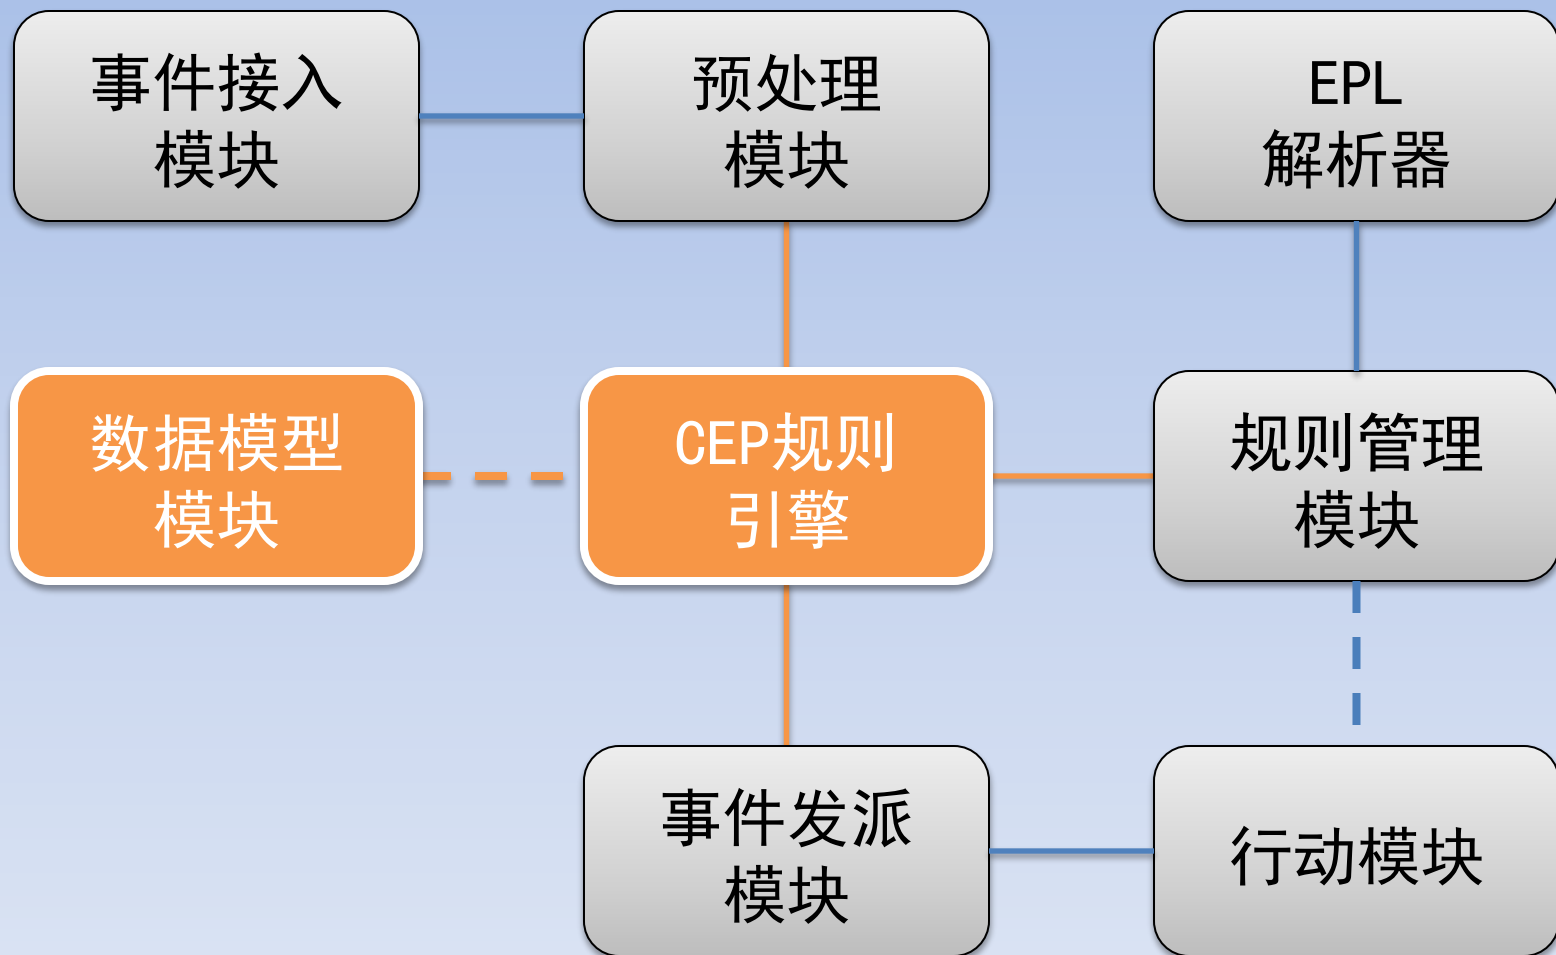 事件接入
模块
预处理
模块
EPL
解析器
数据模型
模块
CEP规则
引擎
规则管理
模块
事件发派
模块
行动模块